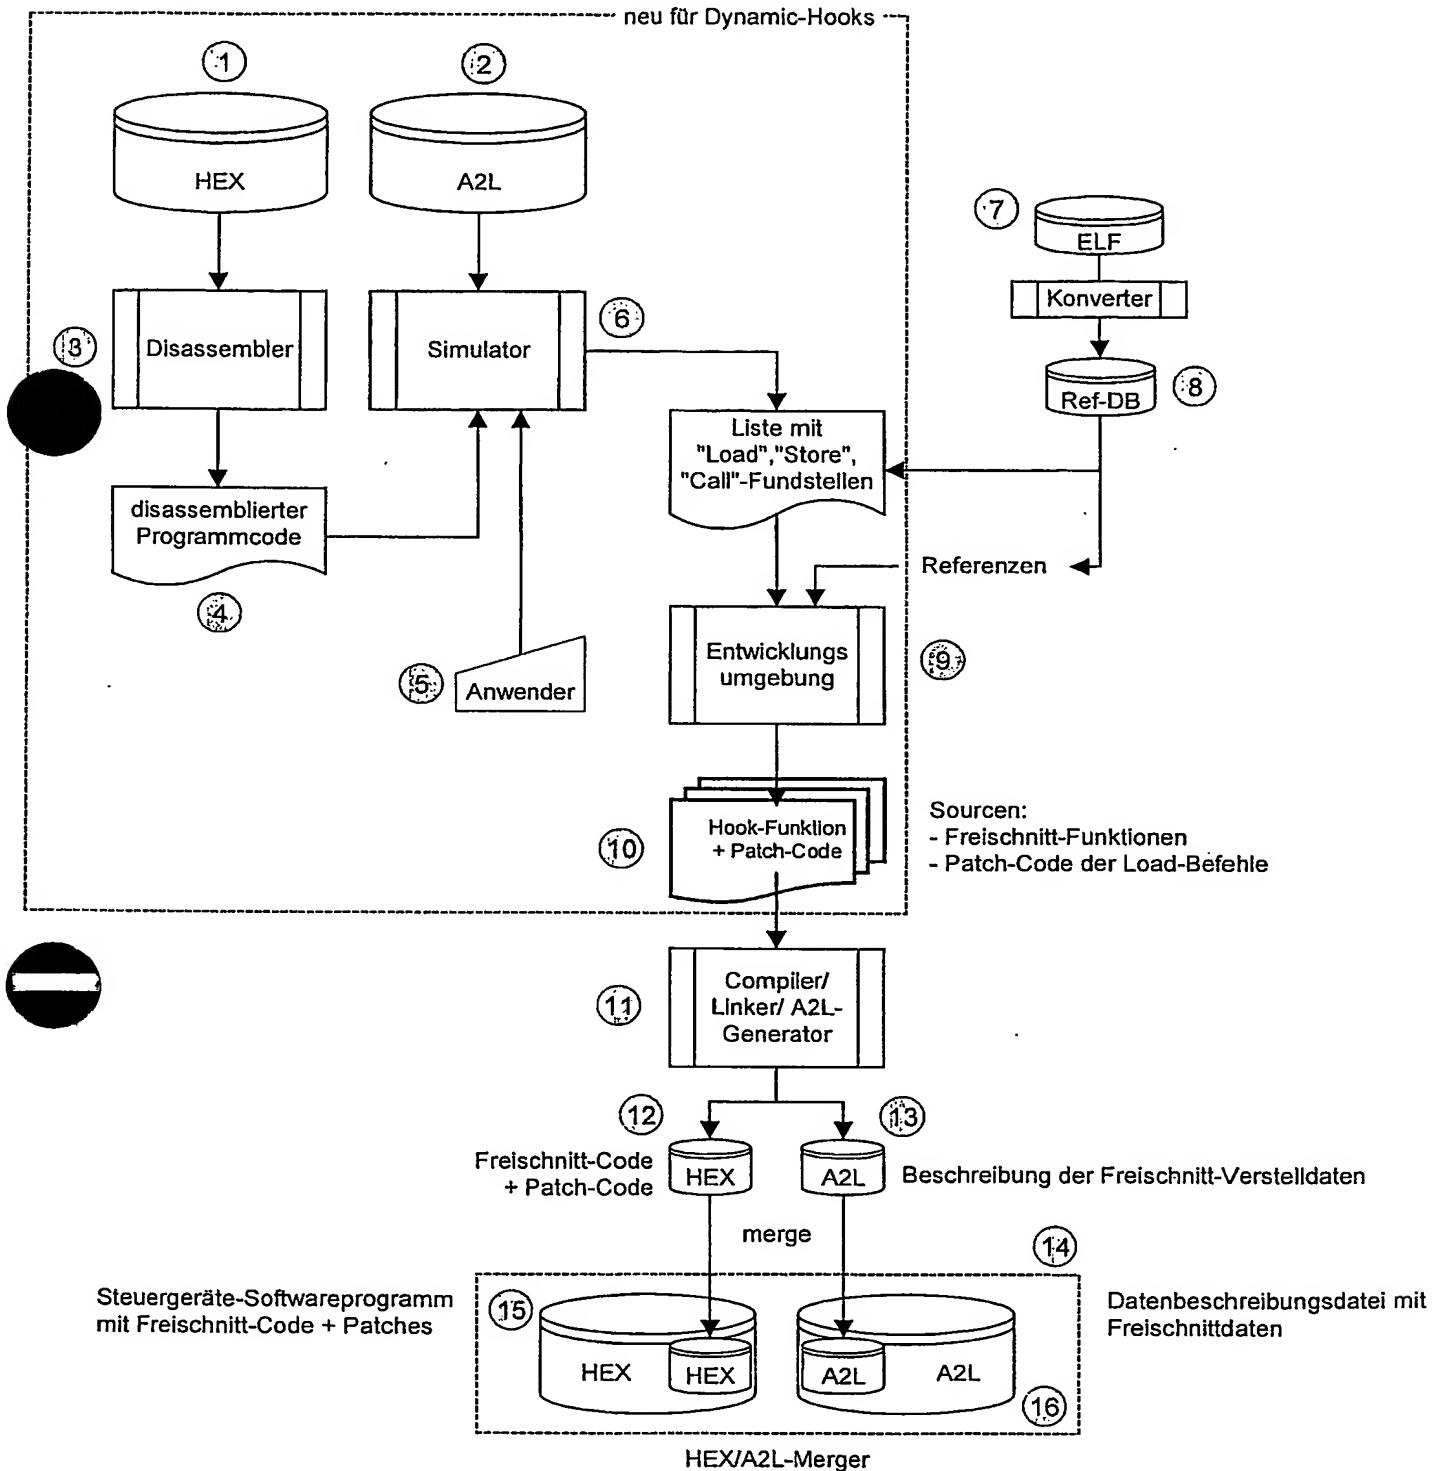 neu für Dynamic-Hooks
1
2
HEX
A2L
7
ELF
Konverter
3
Disassembler
Simulator
6
Ref-DB
8
Liste mit
"Load","Store",
"Call"-Fundstellen
disassemblierter
Programmcode
4
Referenzen
5
Anwender
Entwicklungs
umgebung
9
10
Hook-Funktion
+ Patch-Code
Sourcen:
- Freischnitt-Funktionen
- Patch-Code der Load-Befehle
11
Compiler/
Linker/ A2L-
Generator
12
13
Freischnitt-Code
+ Patch-Code
HEX
A2L
Beschreibung der Freischnitt-Verstelldaten
merge
14
Steuergeräte-Softwareprogramm
mit Freischnitt-Code + Patches
15
HEX
HEX
A2L
A2L
16
Datenbeschreibungsdatei mit
Freischnittdaten
HEX/A2L-Merger